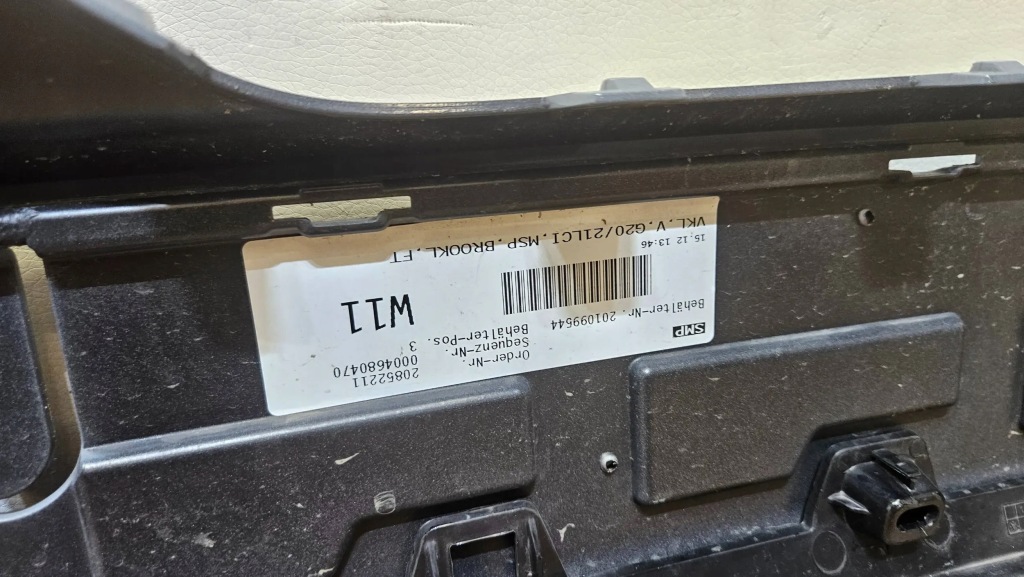 SMP
Order-Nr. 20852211
Sequenz-Nr. 0004680470
Behälter-Nr. 201099544 Behälter-Pos. 3
W11
15.12 13:46
VKL.V.G20/21LCI.MSP.BROOKL.FT